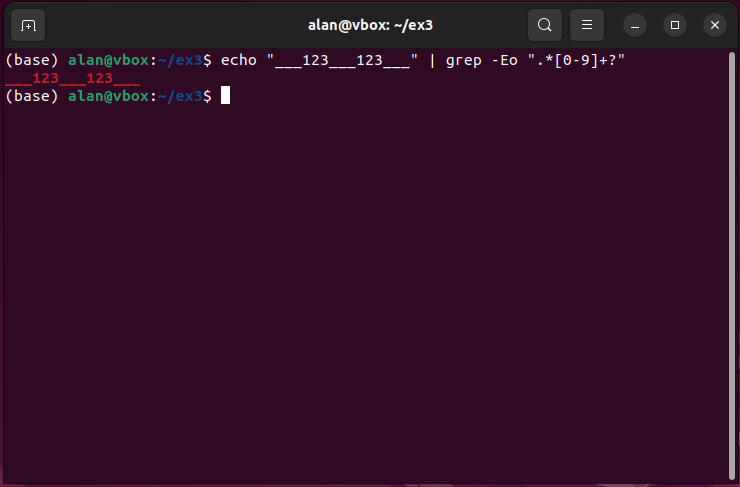 alan@vbox: ~/ex3
(base) alan@vbox:~/ex3$ echo "___123___123___" | grep -Eo ".*[0-9]+?"
___123___123___
(base) alan@vbox:~/ex3$